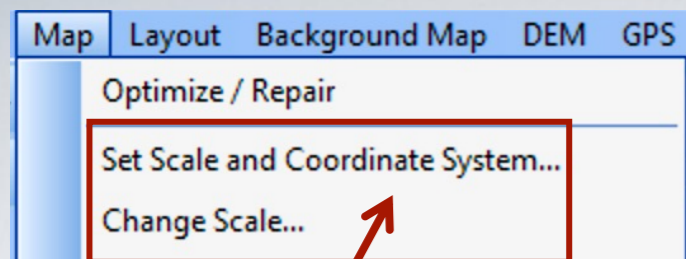 Map Layout Background Map DEM GPS
Optimize / Repair
Set Scale and Coordinate System...
Change Scale...